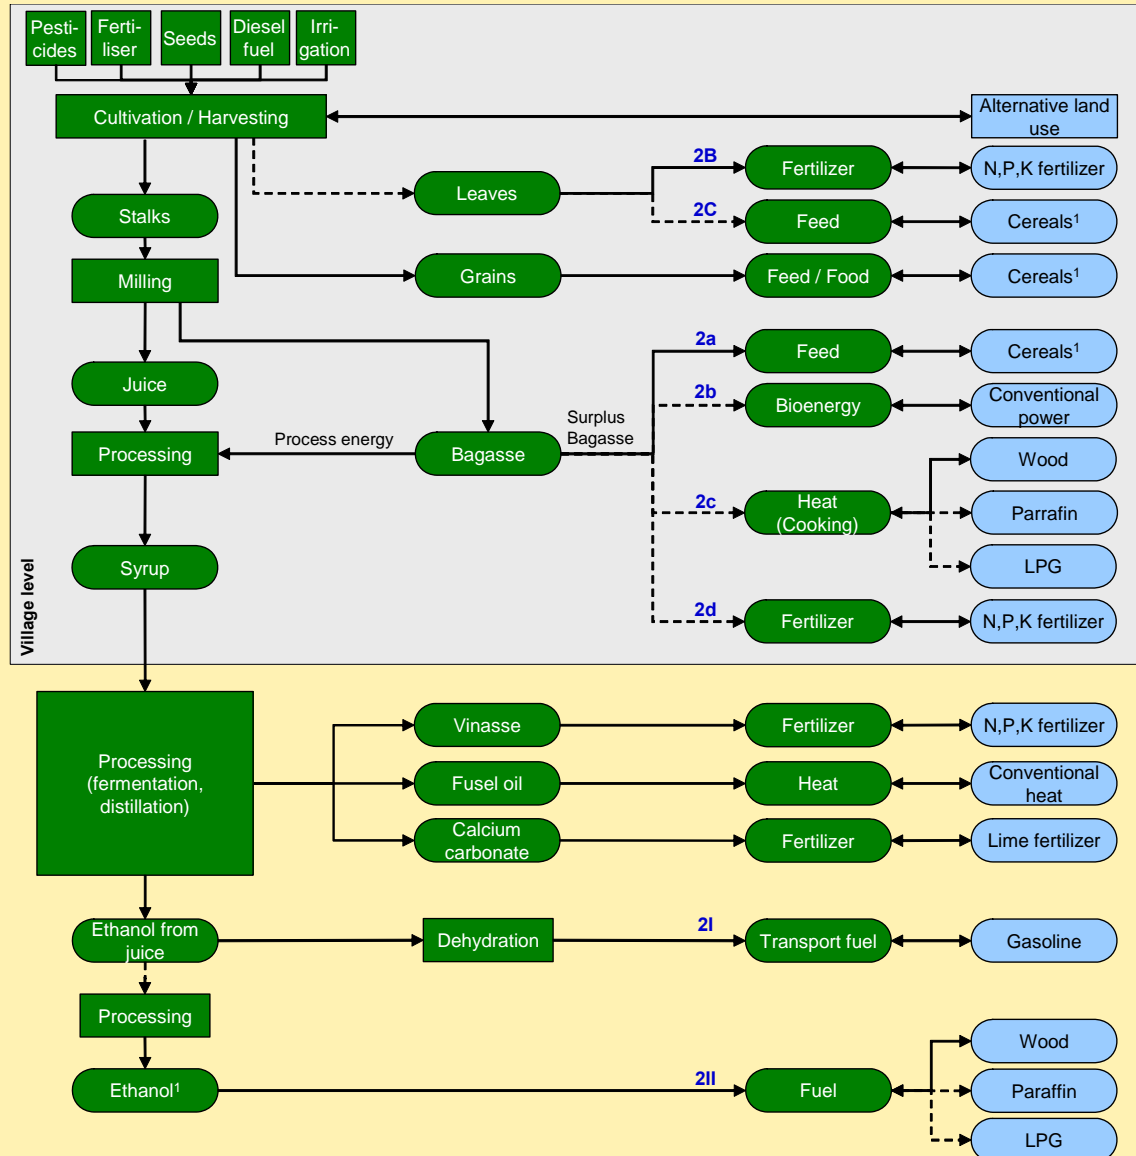 Pesti-
cides
Ferti-
liser
Seeds
Diesel
fuel
Irri-
gation
Cultivation / Harvesting
Alternative land
use
Leaves
2B
Fertilizer
N,P,K fertilizer
Stalks
2C
Feed
Cereals¹
Milling
Grains
Feed / Food
Cereals¹
2a
Feed
Cereals¹
Juice
2b
Bioenergy
Conventional
power
Surplus
Bagasse
Processing
Process energy
Bagasse
Wood
2c
Heat
(Cooking)
Parrafin
Syrup
LPG
2d
Fertilizer
N,P,K fertilizer
Village level
Processing
(fermentation,
distillation)
Vinasse
Fertilizer
N,P,K fertilizer
Fusel oil
Heat
Conventional
heat
Calcium
carbonate
Fertilizer
Lime fertilizer
Ethanol from
juice
Dehydration
2I
Transport fuel
Gasoline
Processing
Wood
Ethanol¹
2II
Fuel
Paraffin
LPG